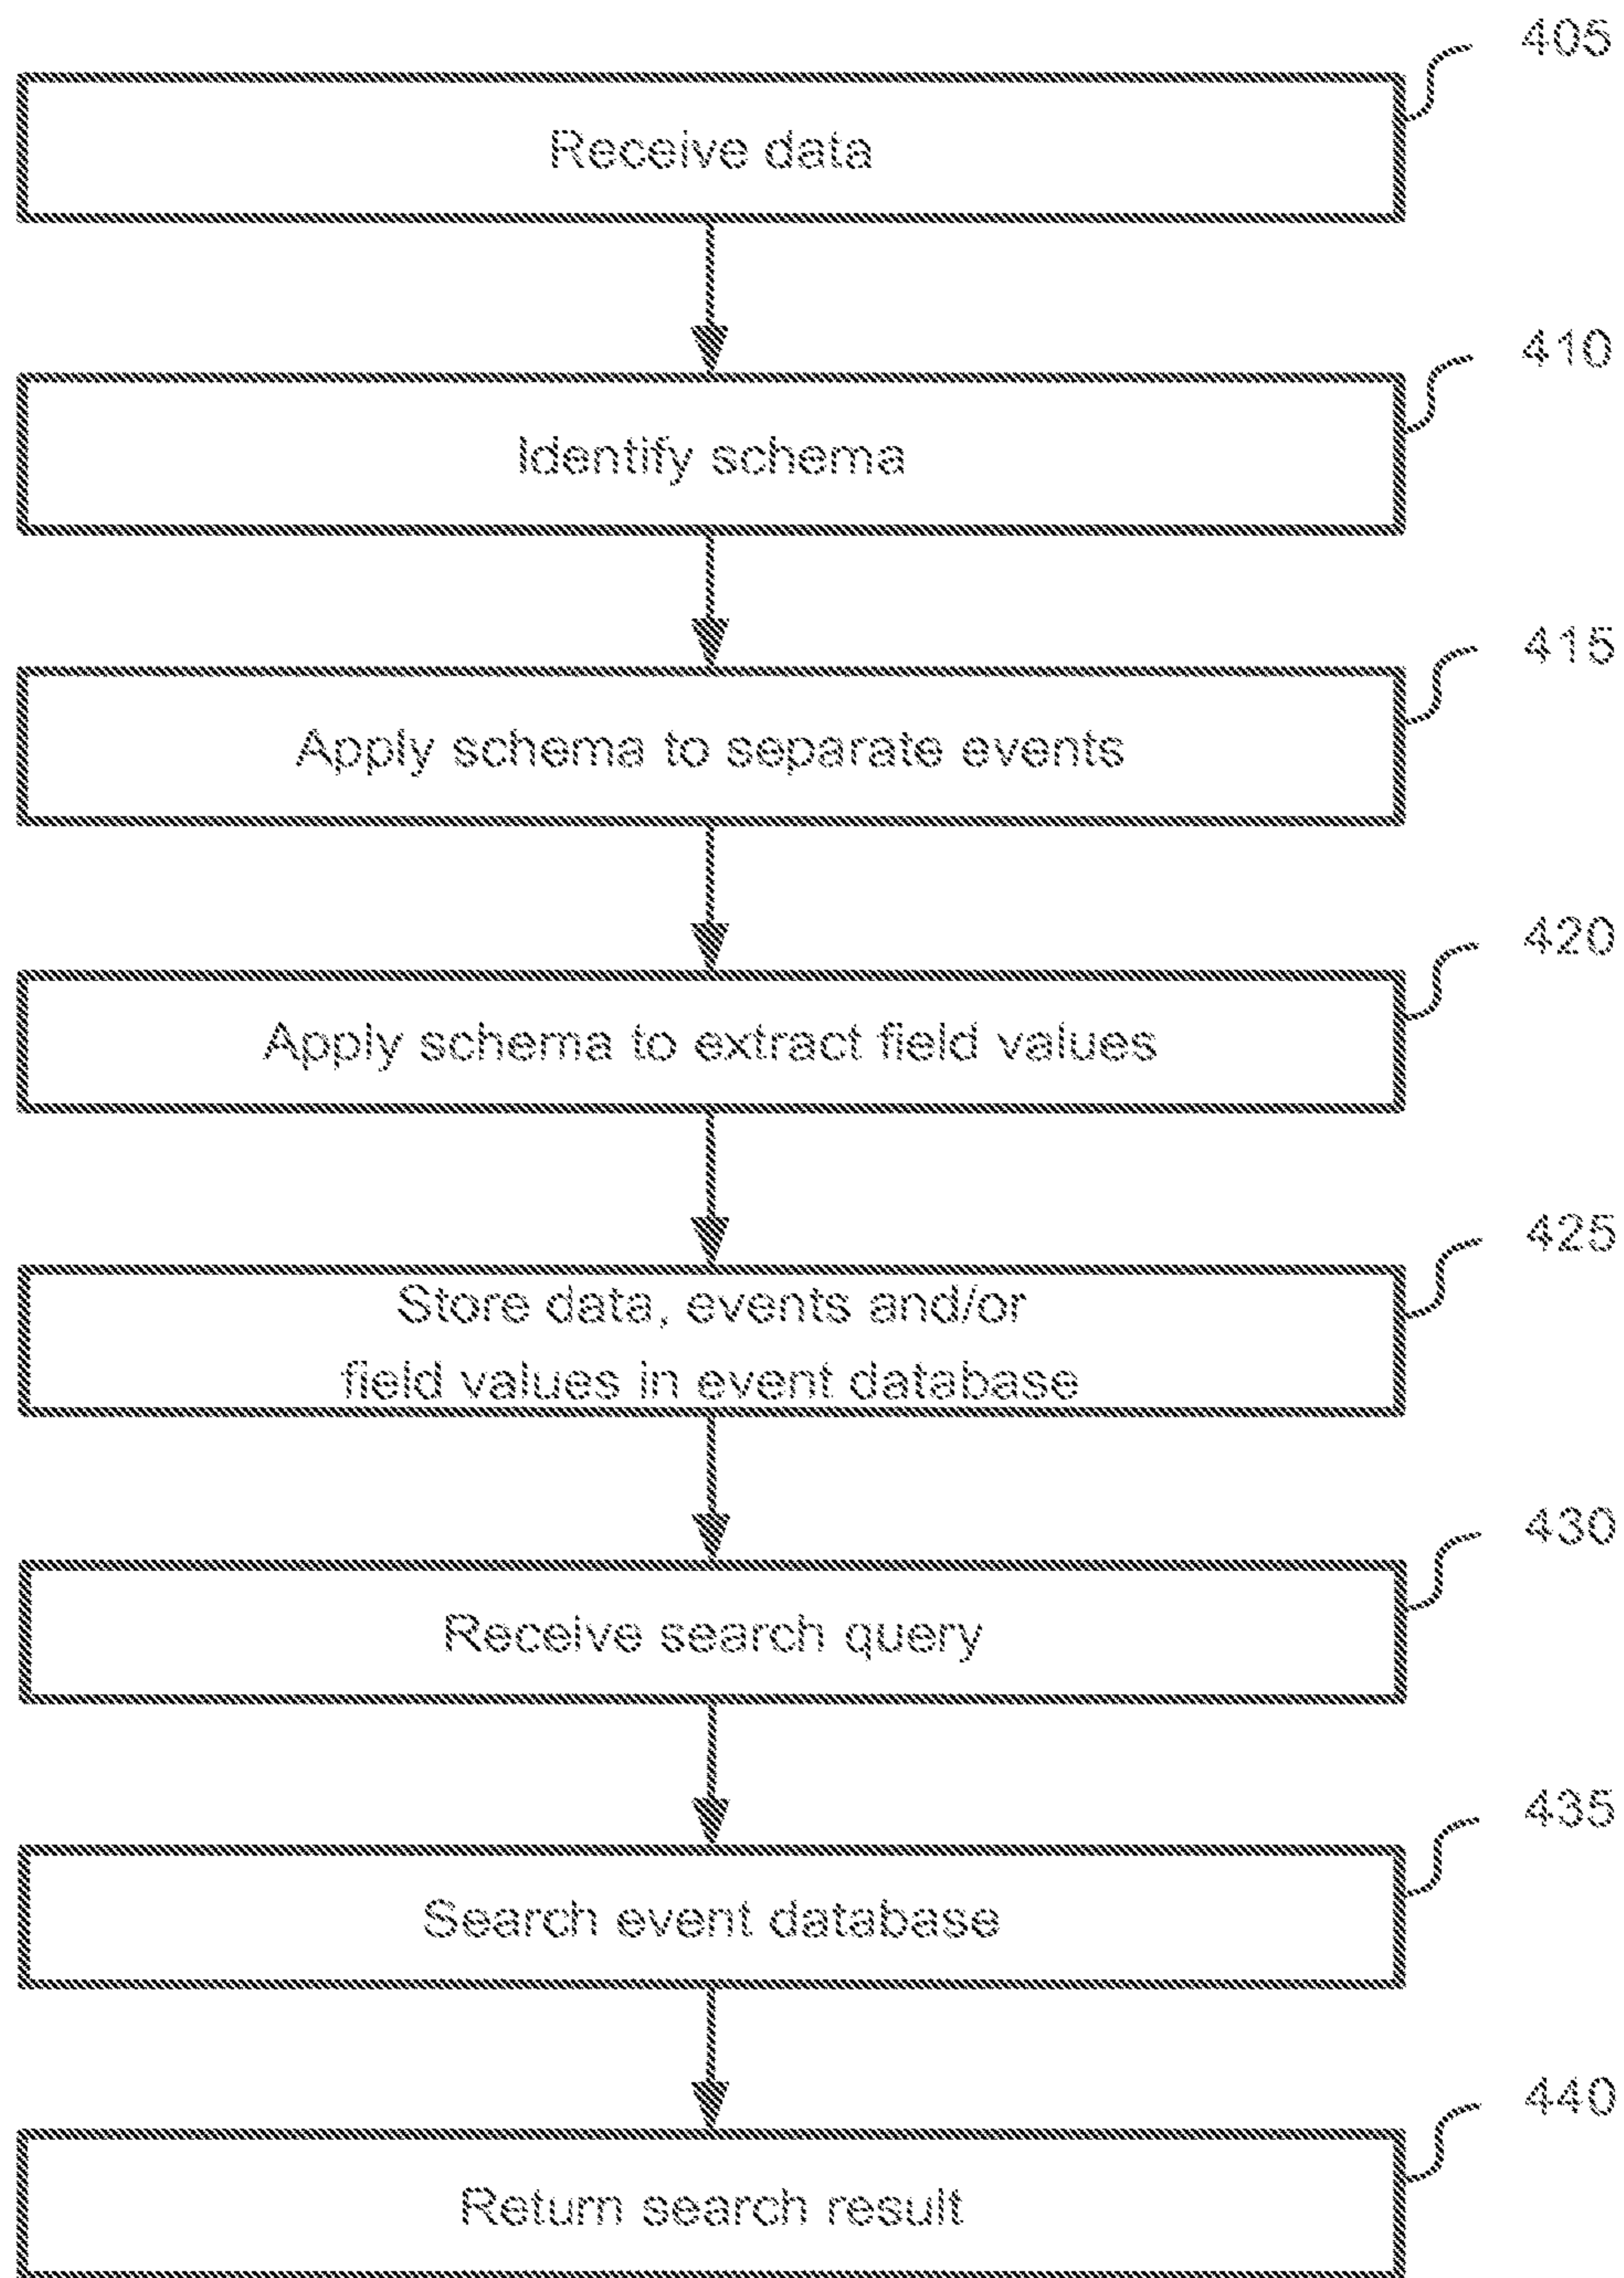 405
Receive data
410
Identify schema
415
Apply schema to separate events
420
Apply schema to extract field values
425
Store data, events and/or
field values in event database
430
Receive search query
435
Search event database
440
Return search result